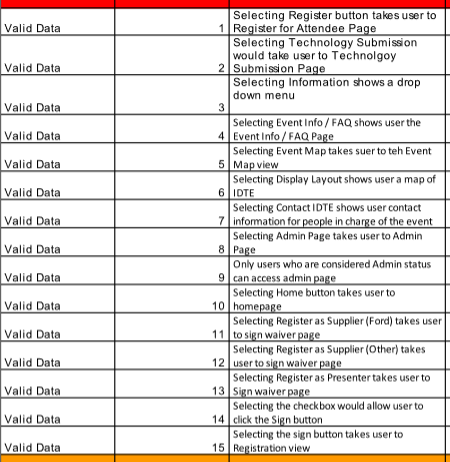 Selecting Register button takes user to
Valid Data 1 Register for Attendee Page
Selecting Technology Submission
would take user to Technolgoy
Valid Data 2 Submission Page
Selecting Information shows a drop
down menu
Valid Data 3
Selecting Event Info / FAQ shows user the
Valid Data 4 Event Info / FAQ Page
Selecting Event Map takes suer to teh Event
Valid Data 5 Map view
Selecting Display Layout shows user a map of
Valid Data 6 IDTE
Selecting Contact IDTE shows user contact
Valid Data 7 information for people in charge of the event
Selecting Admin Page takes user to Admin
Valid Data 8 Page
Only users who are considered Admin status
Valid Data 9 can access admin page
Selecting Home button takes user to
Valid Data 10 homepage
Selecting Register as Supplier (Ford) takes user
Valid Data 11 to sign waiver page
Selecting Register as Supplier (Other) takes
Valid Data 12 user to sign waiver page
Selecting Register as Presenter takes user to
Valid Data 13 Sign waiver page
Selecting the checkbox would allow user to
Valid Data 14 click the Sign button
Selecting the sign button takes user to
Valid Data 15 Registration view